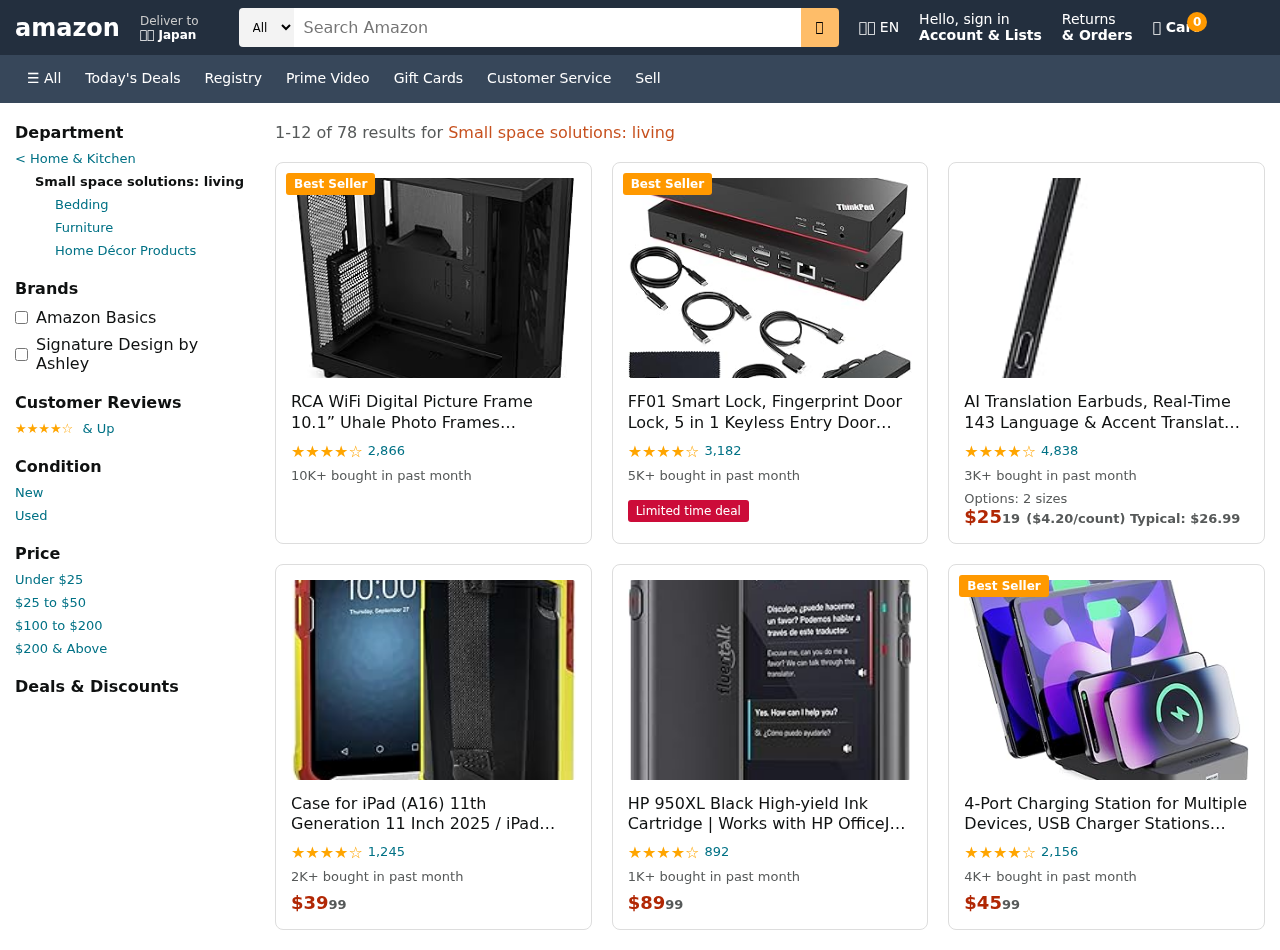 amazon
Deliver to
Japan
All
Search Amazon
EN
Hello, sign in
Account & Lists
Returns
& Orders
0
☰ All
Today's Deals
Registry
Prime Video
Gift Cards
Customer Service
Sell
Department
< Home & Kitchen
Small space solutions: living
Bedding
Furniture
Home Décor Products
Brands
Amazon Basics
Signature Design by
Ashley
Customer Reviews
★★★★☆ & Up
Condition
New
Used
Price
Under $25
$25 to $50
$100 to $200
$200 & Above
Deals & Discounts
1-12 of 78 results for Small space solutions: living
Best Seller
RCA WiFi Digital Picture Frame
10.1” Uhale Photo Frames…
★★★★☆ 2,866
10K+ bought in past month
Best Seller
ThinkPad
FF01 Smart Lock, Fingerprint Door
Lock, 5 in 1 Keyless Entry Door…
★★★★☆ 3,182
5K+ bought in past month
Limited time deal
AI Translation Earbuds, Real-Time
143 Language & Accent Translat…
★★★★☆ 4,838
3K+ bought in past month
Options: 2 sizes
$2519 ($4.20/count) Typical: $26.99
10:00
Thursday, September 27
Case for iPad (A16) 11th
Generation 11 Inch 2025 / iPad…
★★★★☆ 1,245
2K+ bought in past month
$3999
fluentalk
Disculpe, ¿puede hacerme
un favor? Podemos hablar a
través de este traductor.
Excuse me, can you do me a
favor? We can talk through this
translator.
Yes. How can I help you?
Sí. ¿Cómo puedo ayudarle?
HP 950XL Black High-yield Ink
Cartridge | Works with HP OfficeJ…
★★★★☆ 892
1K+ bought in past month
$8999
Best Seller
4-Port Charging Station for Multiple
Devices, USB Charger Stations…
★★★★☆ 2,156
4K+ bought in past month
$4599